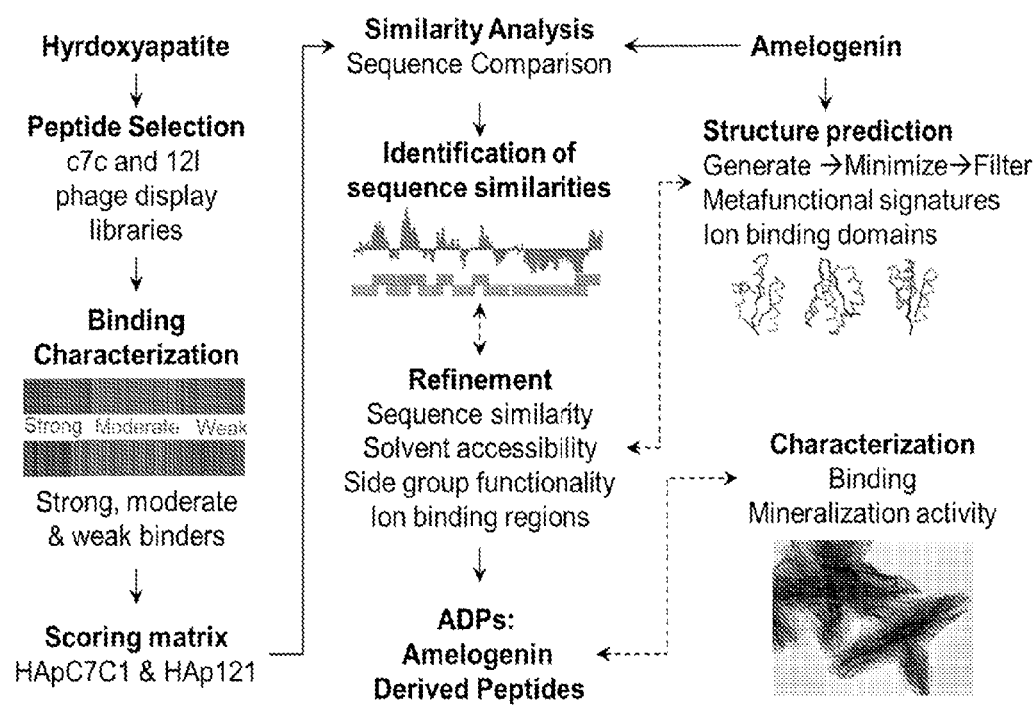 Hyrdoxyapatite
Peptide Selection
c7c and 12l
phage display
libraries
Binding
Characterization
Strong Moderate Weak
Strong, moderate
& weak binders
Scoring matrix
HApC7C1 & HAp121
Similarity Analysis
Sequence Comparison
Identification of
sequence similarities
Refinement
Sequence similarity
Solvent accessibility
Side group functionality
Ion binding regions
ADPs:
Amelogenin
Derived Peptides
Amelogenin
Structure prediction
Generate →Minimize→Filter
Metafunctional signatures
Ion binding domains
Characterization
Binding
Mineralization activity